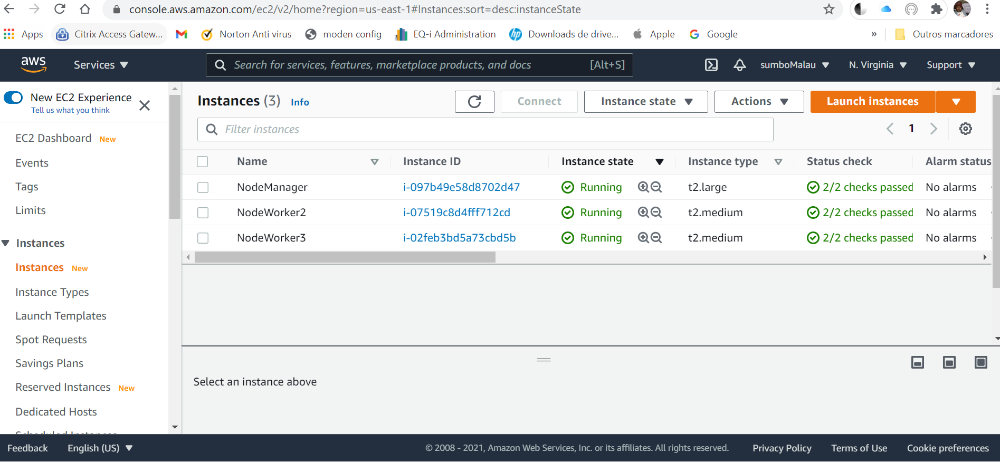 console.aws.amazon.com/ec2/v2/home?region=us-east-1#Instances:sort=desc:instanceState
Apps Citrix Access Gatew... Norton Anti virus moden config EQ-i Administration Downloads de drive... Apple Google » Outros marcadores
aws Services Search for services, features, marketplace products, and docs [Alt+S] sumboMalau N. Virginia Support
New EC2 Experience
Tell us what you think
EC2 Dashboard New
Events
Tags
Limits
Instances
Instances New
Instance Types
Launch Templates
Spot Requests
Savings Plans
Reserved Instances New
Dedicated Hosts
Scheduled Instances
Instances (3) Info Connect Instance state Actions Launch instances
Filter instances 1
Name Instance ID Instance state Instance type Status check Alarm status
NodeManager i-097b49e58d8702d47 Running t2.large 2/2 checks passed No alarms
NodeWorker2 i-07519c8d4fff712cd Running t2.medium 2/2 checks passed No alarms
NodeWorker3 i-02feb3bd5a73cbd5b Running t2.medium 2/2 checks passed No alarms
Select an instance above
Feedback English (US) © 2008 - 2021, Amazon Web Services, Inc. or its affiliates. All rights reserved. Privacy Policy Terms of Use Cookie preferences